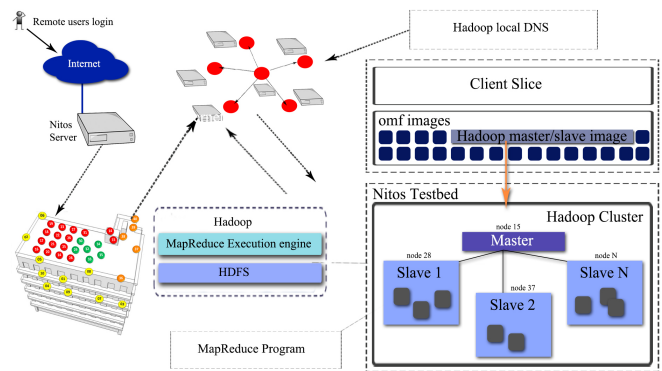 Remote users login
Internet
Nitos
Server
Hadoop local DNS
Client Slice
omf images
Hadoop master/slave image
Nitos Testbed
Hadoop Cluster
node 15
Master
node 28
Slave 1
node 37
Slave 2
node N
Slave N
Hadoop
MapReduce Execution engine
HDFS
MapReduce Program